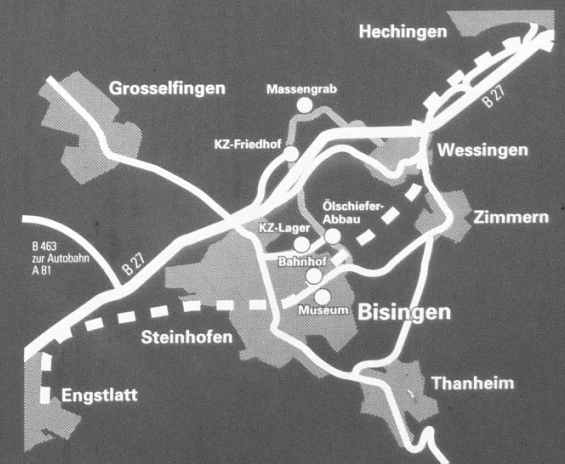 Hechingen
Grosselfingen
Massengrab
B 27
KZ-Friedhof
Wessingen
Ölschiefer-
Abbau
Zimmern
KZ-Lager
B 463
zur Autobahn
A 81
B 27
Bahnhof
Museum
Bisingen
Steinhofen
Thanheim
Engstlatt